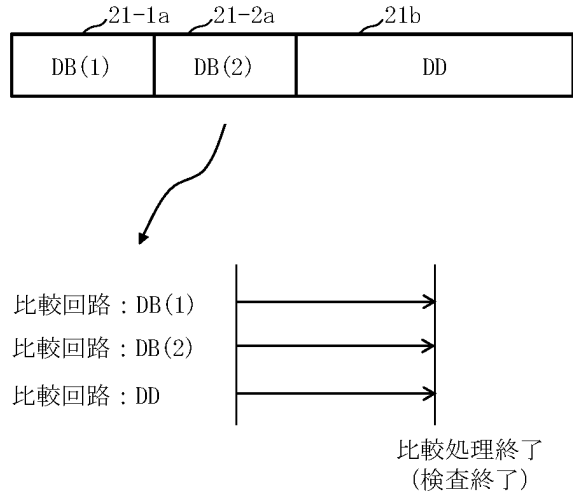 21-1a 21-2a 21b
DB(1) DB(2) DD
比較回路：DB(1)
比較回路：DB(2)
比較回路：DD
比較処理終了
(検査終了)